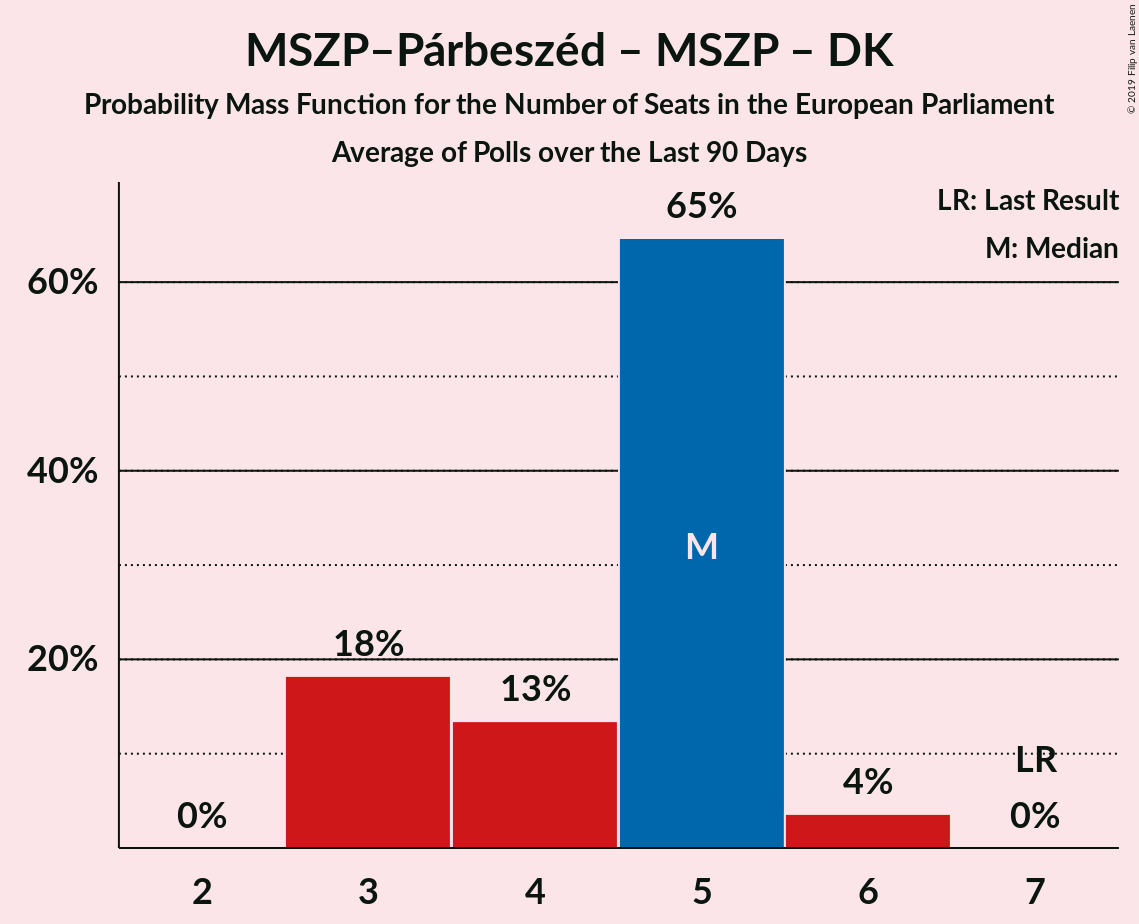 MSZP–Párbeszéd – MSZP – DK
Probability Mass Function for the Number of Seats in the European Parliament
Average of Polls over the Last 90 Days
© 2019 Filip van Laenen
LR: Last Result
M: Median
65%
60%
40%
M
18%
20%
13%
LR
4%
0%
0%
2 3 4 5 6 7